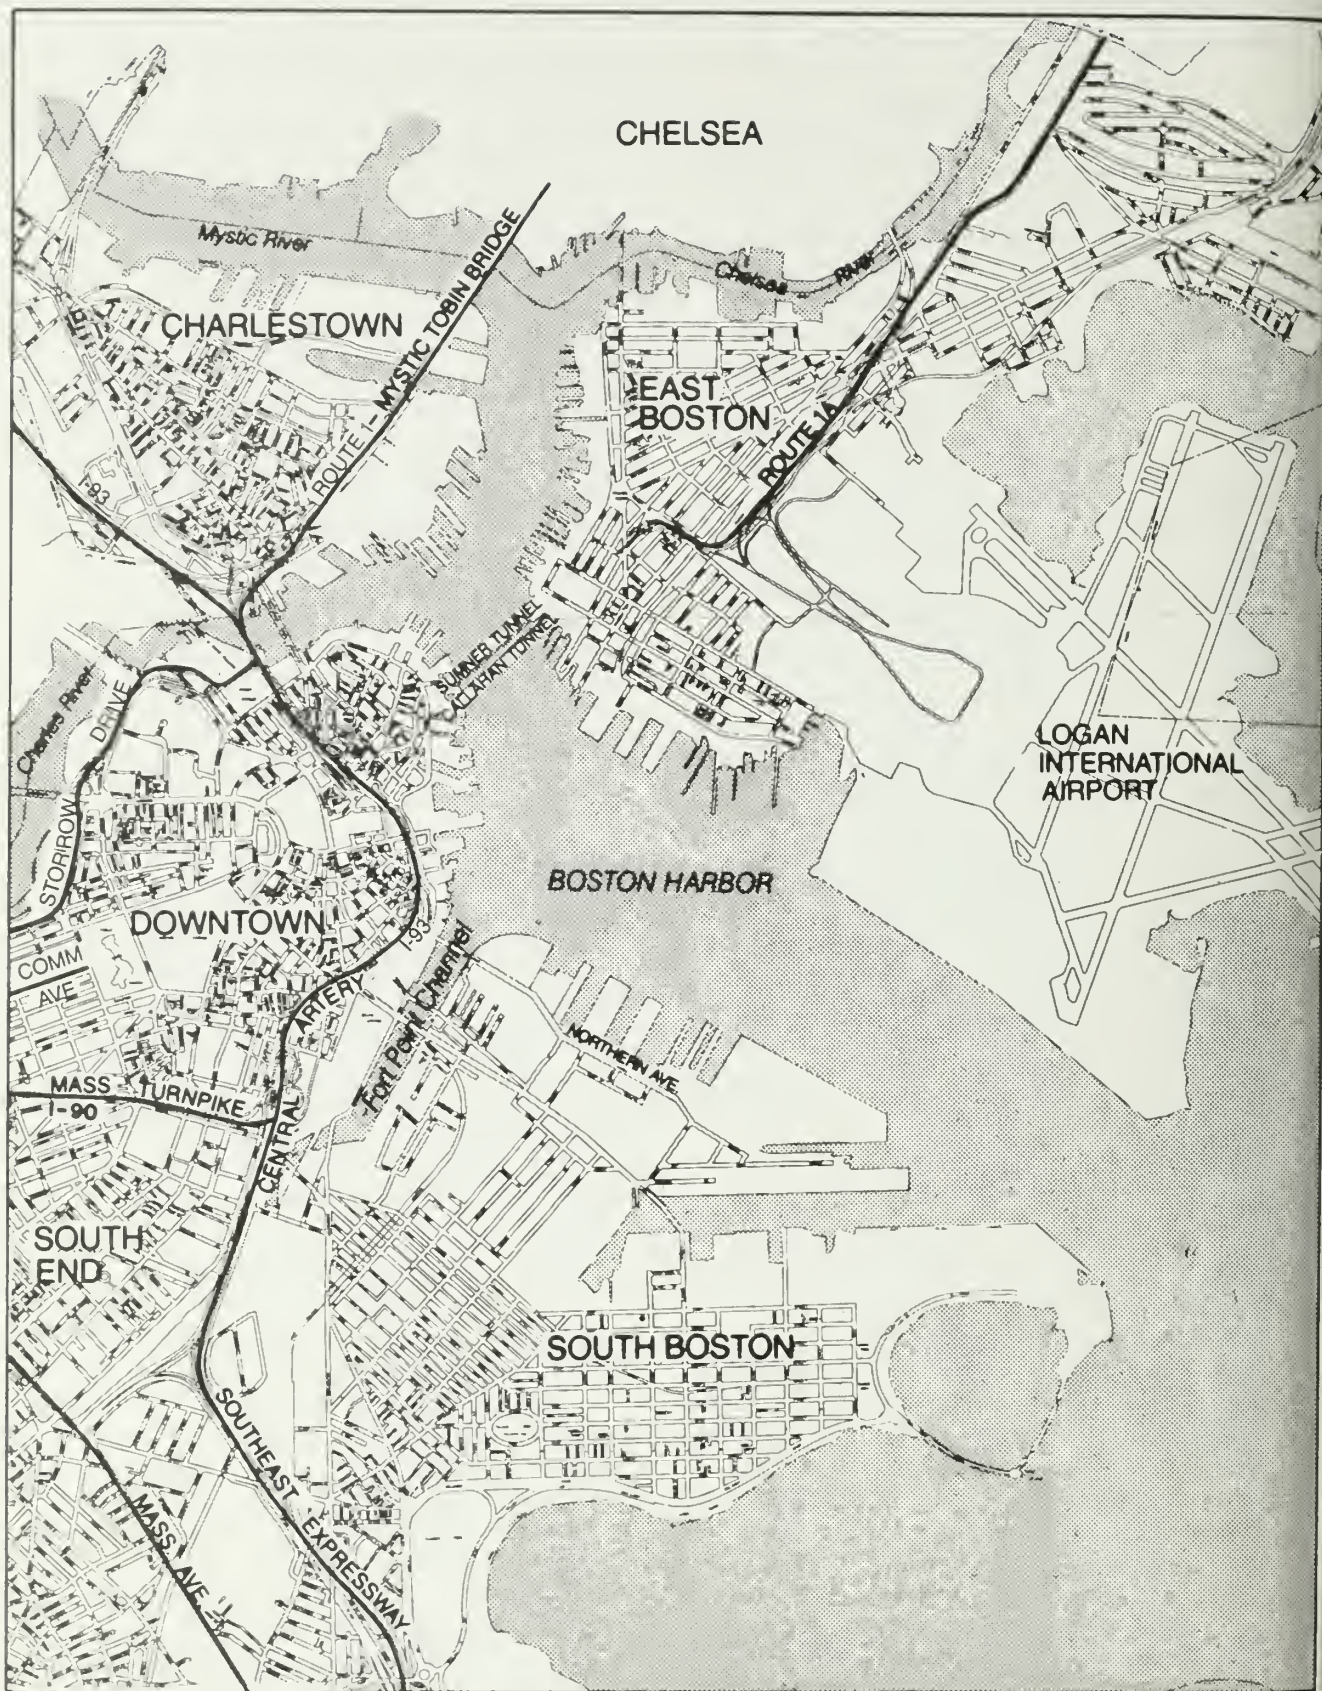 CHELSEA
Mystic River
MYSTIC TOBIN BRIDGE
ROUTE 1 –
Chelsea
River
CHARLESTOWN
EAST
BOSTON
ROUTE 1A
I-93
SUMNER TUNNEL
CALLAHAN TUNNEL
Charles River
STORROW
DRIVE
LOGAN
INTERNATIONAL
AIRPORT
BOSTON HARBOR
DOWNTOWN
I-93
COMM
AVE
ARTERY
Fort Point Channel
NORTHERN AVE
MASS TURNPIKE
I-90
CENTRAL
SOUTH
END
SOUTH BOSTON
SOUTHEAST EXPRESSWAY
MASS. AVE.